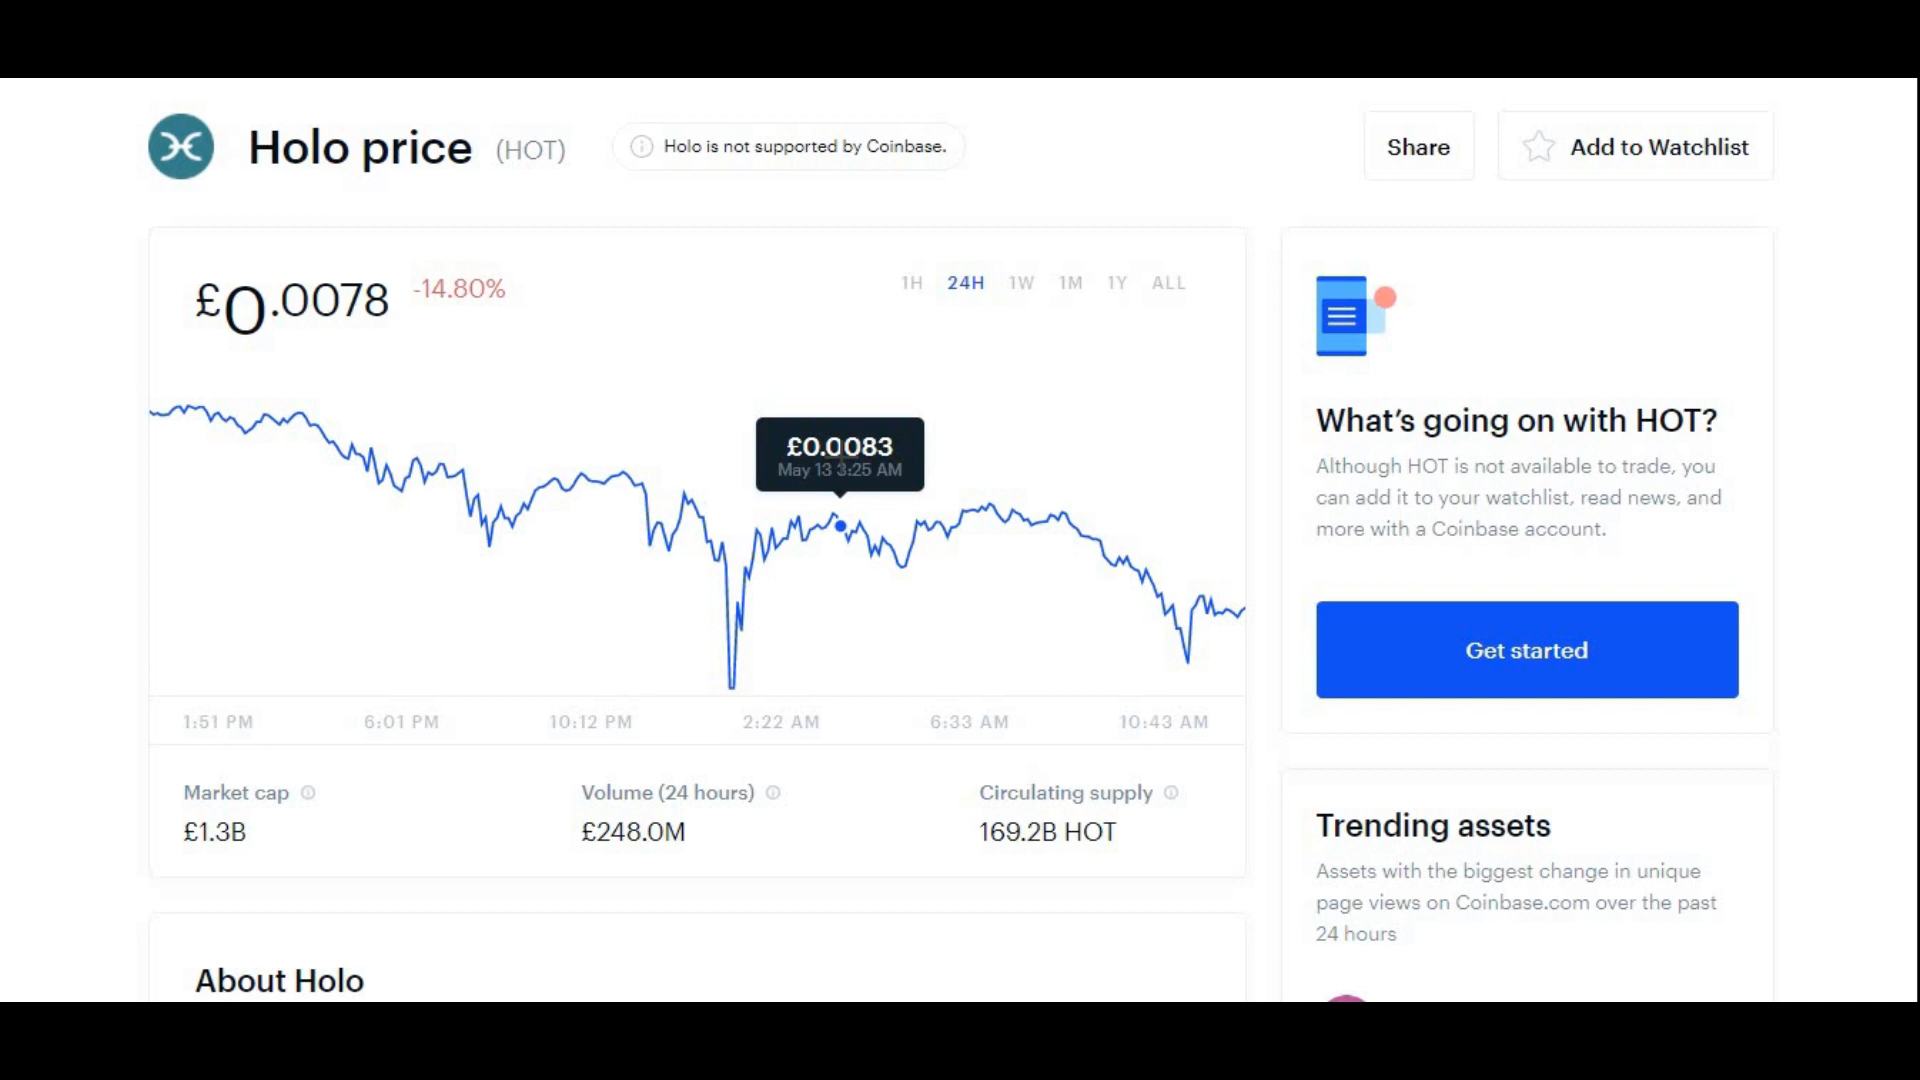 Holo price (HOT)
Holo is not supported by Coinbase.
Share
Add to Watchlist
£0.0078 -14.80%
1H 24H 1W 1M 1Y ALL
£0.0083
May 13 3:25 AM
1:51 PM 6:01 PM 10:12 PM 2:22 AM 6:33 AM 10:43 AM
Market cap
£1.3B
Volume (24 hours)
£248.0M
Circulating supply
169.2B HOT
About Holo
What's going on with HOT?
Although HOT is not available to trade, you
can add it to your watchlist, read news, and
more with a Coinbase account.
Get started
Trending assets
Assets with the biggest change in unique
page views on Coinbase.com over the past
24 hours